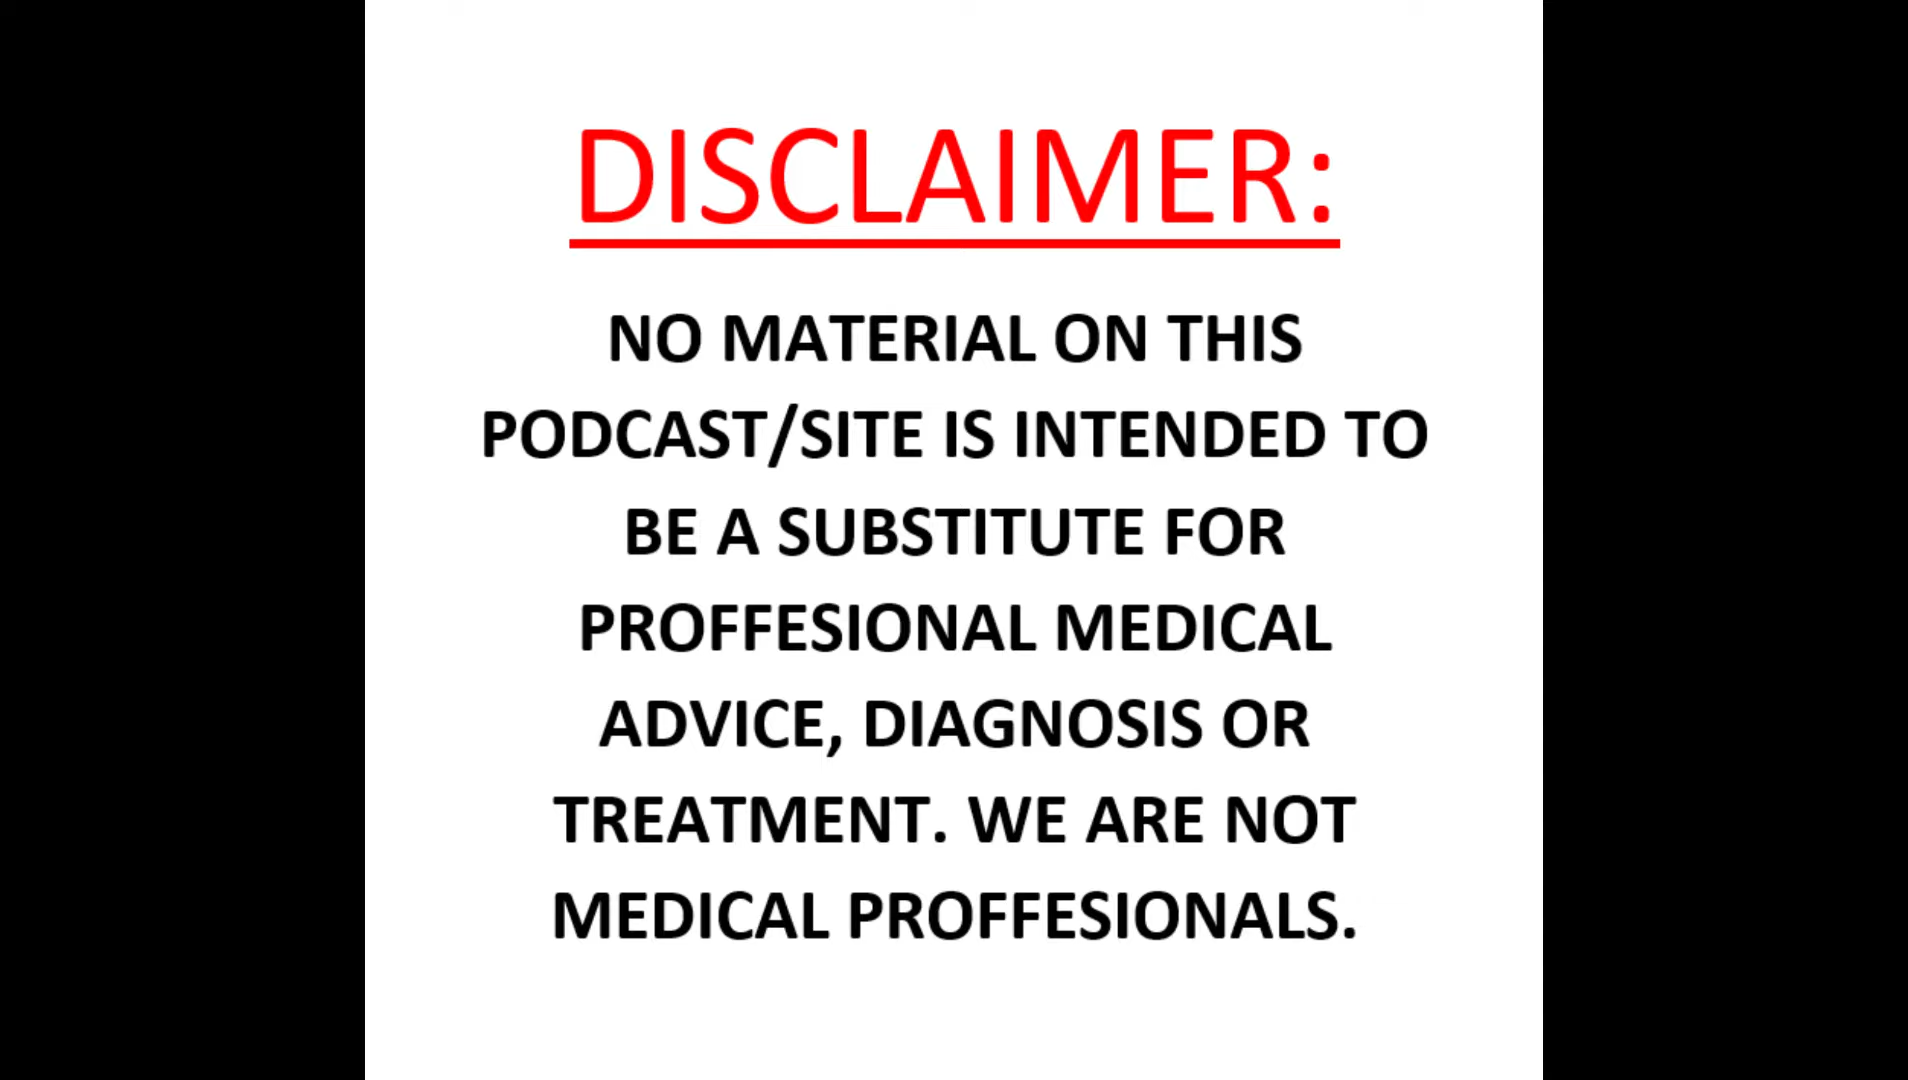 DISCLAIMER:
NO MATERIAL ON THIS
PODCAST/SITE IS INTENDED TO
BE A SUBSTITUTE FOR
PROFFESIONAL MEDICAL
ADVICE, DIAGNOSIS OR
TREATMENT. WE ARE NOT
MEDICAL PROFFESIONALS.